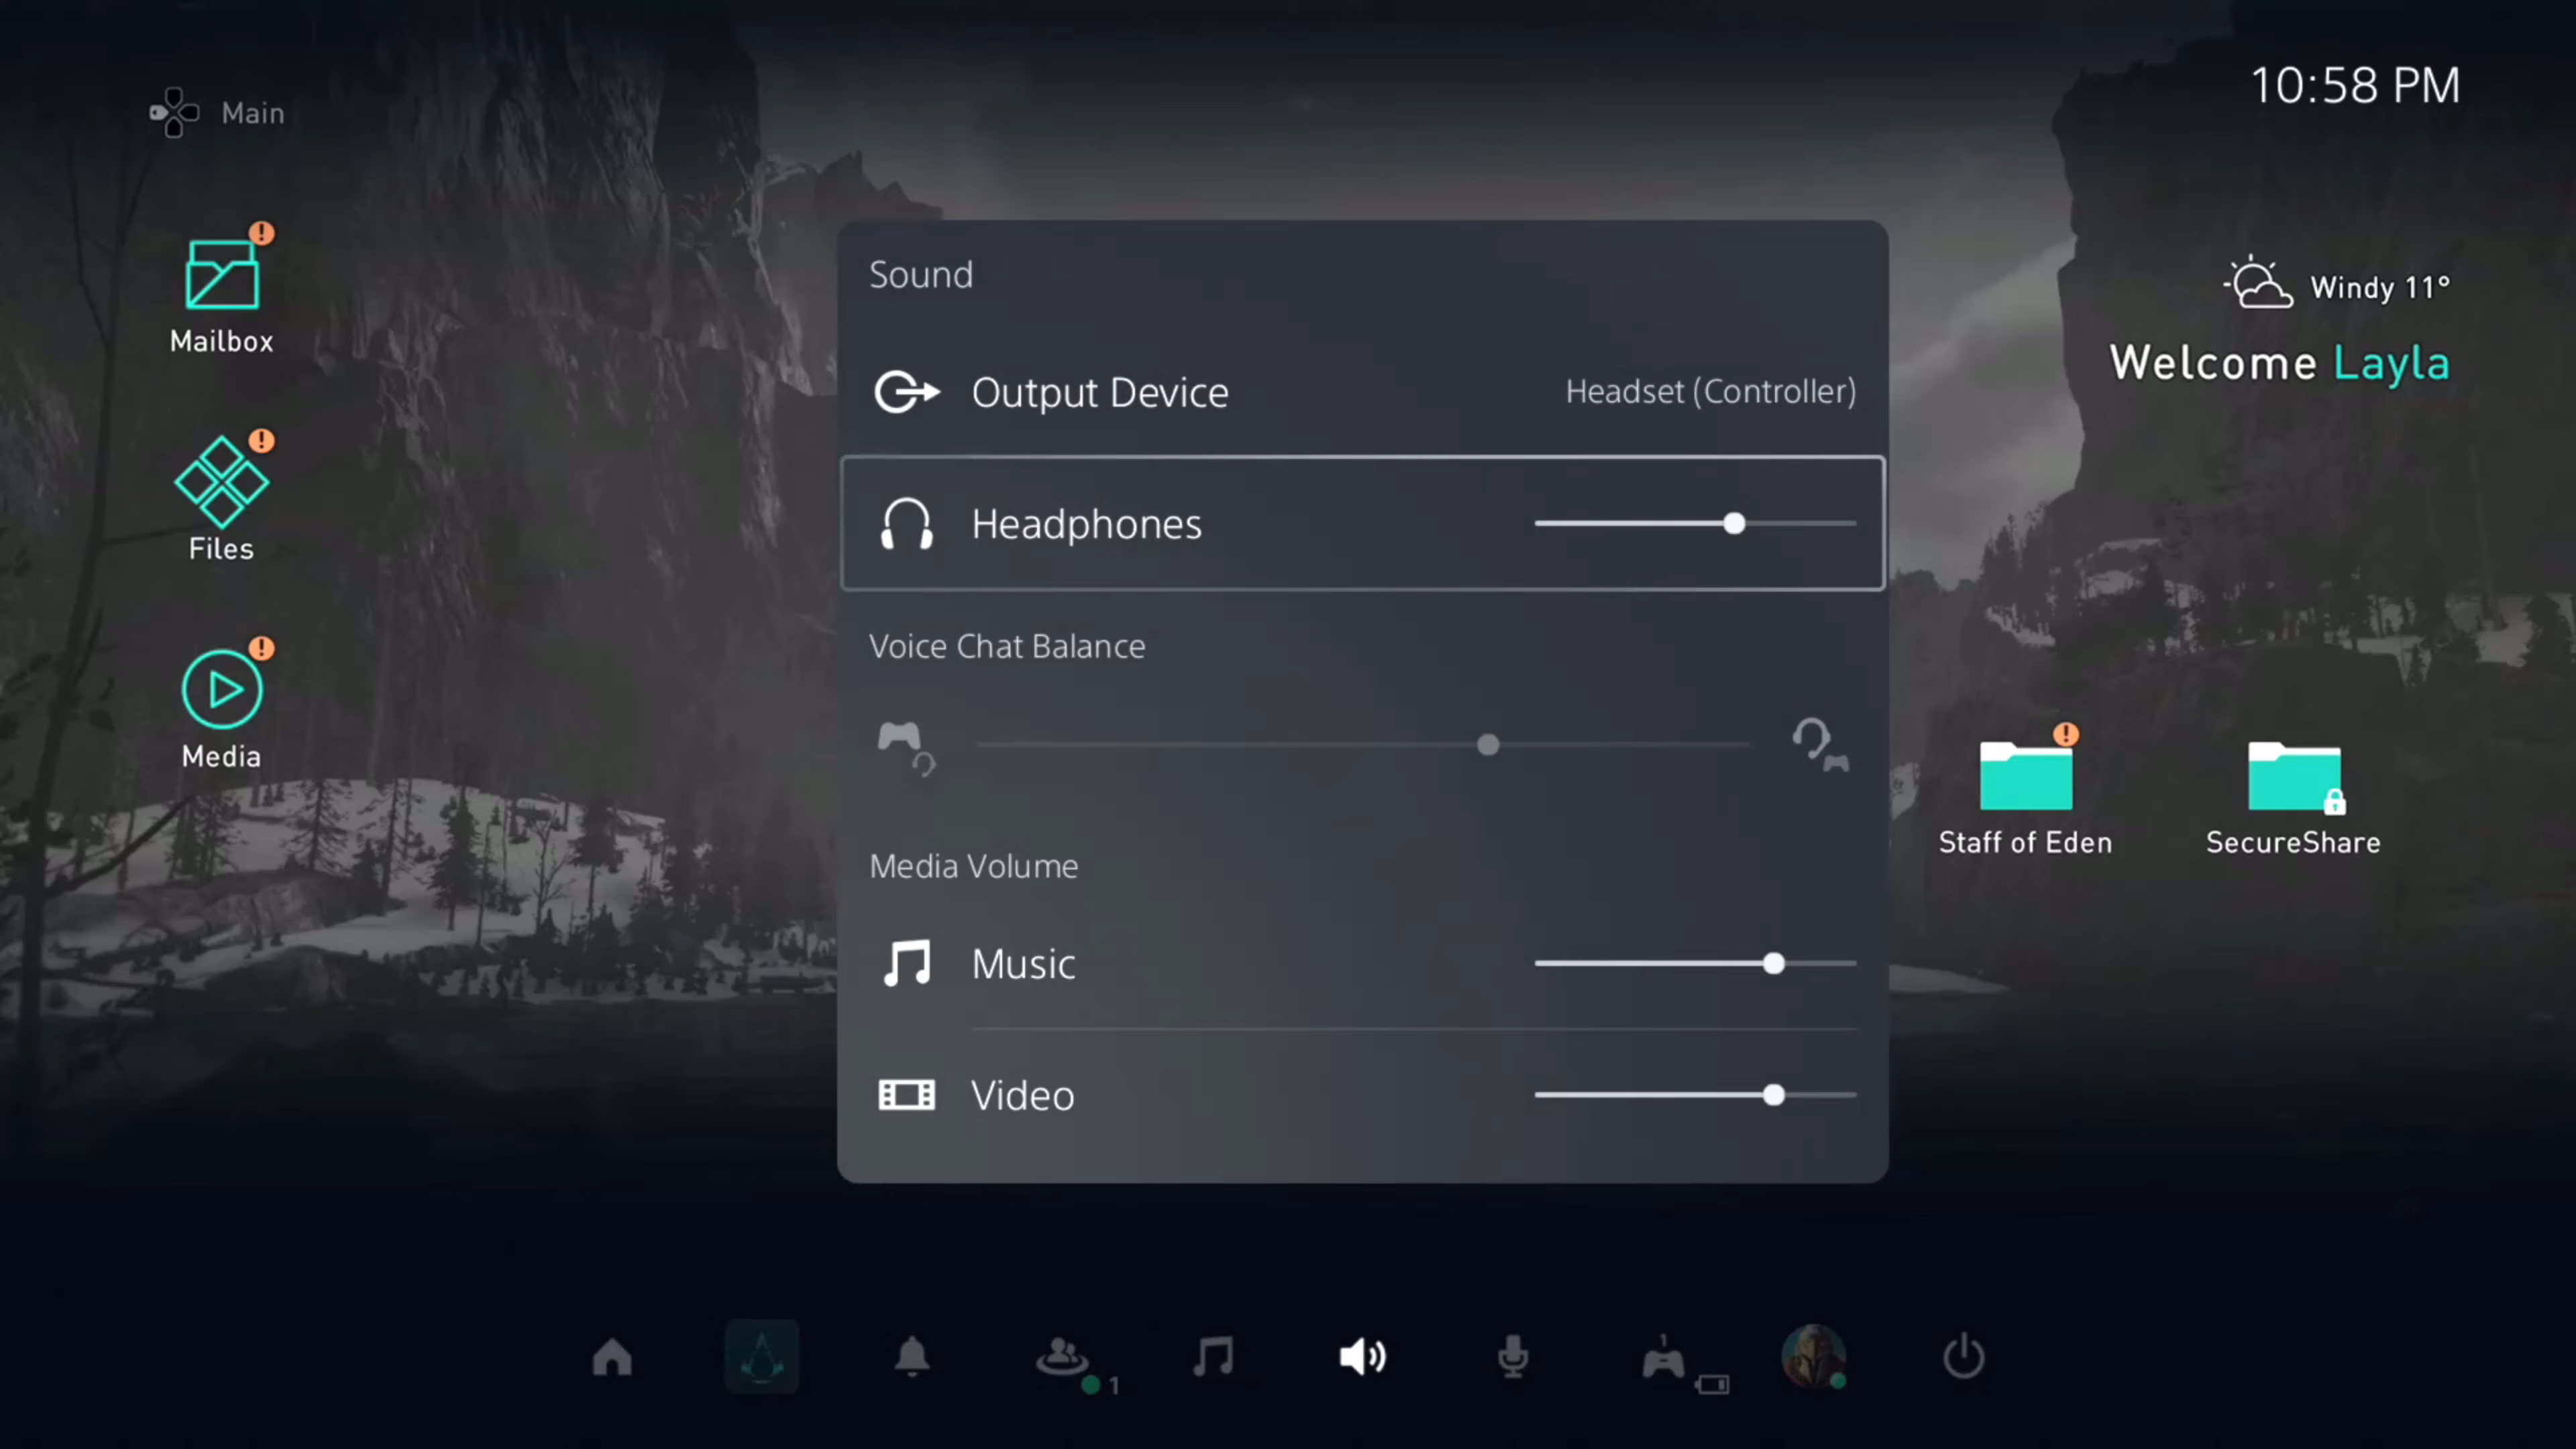 Main
10:58 PM
Mailbox
Files
Media
Sound
Output Device
Headset (Controller)
Headphones
Voice Chat Balance
Media Volume
Music
Video
Windy 11°
Welcome Layla
Staff of Eden
SecureShare
1
1